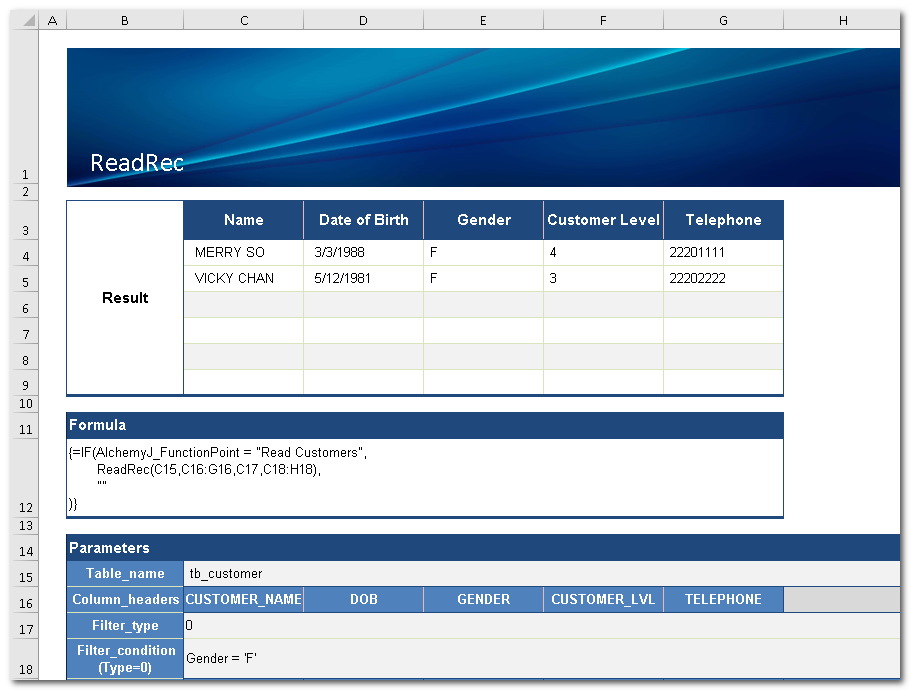 A B C D E F G H
ReadRec
1
2
3 Name Date of Birth Gender Customer Level Telephone
4 MERRY SO 3/3/1988 F 4 22201111
5 VICKY CHAN 5/12/1981 F 3 22202222
Result
6
7
8
9
10
11 Formula
{=IF(AlchemyJ_FunctionPoint = "Read Customers",
ReadRec(C15,C16:G16,C17,C18:H18),
""
12 )}
13
14 Parameters
15 Table_name tb_customer
16 Column_headers CUSTOMER_NAME DOB GENDER CUSTOMER_LVL TELEPHONE
17 Filter_type 0
Filter_condition
18 (Type=0) Gender = 'F'